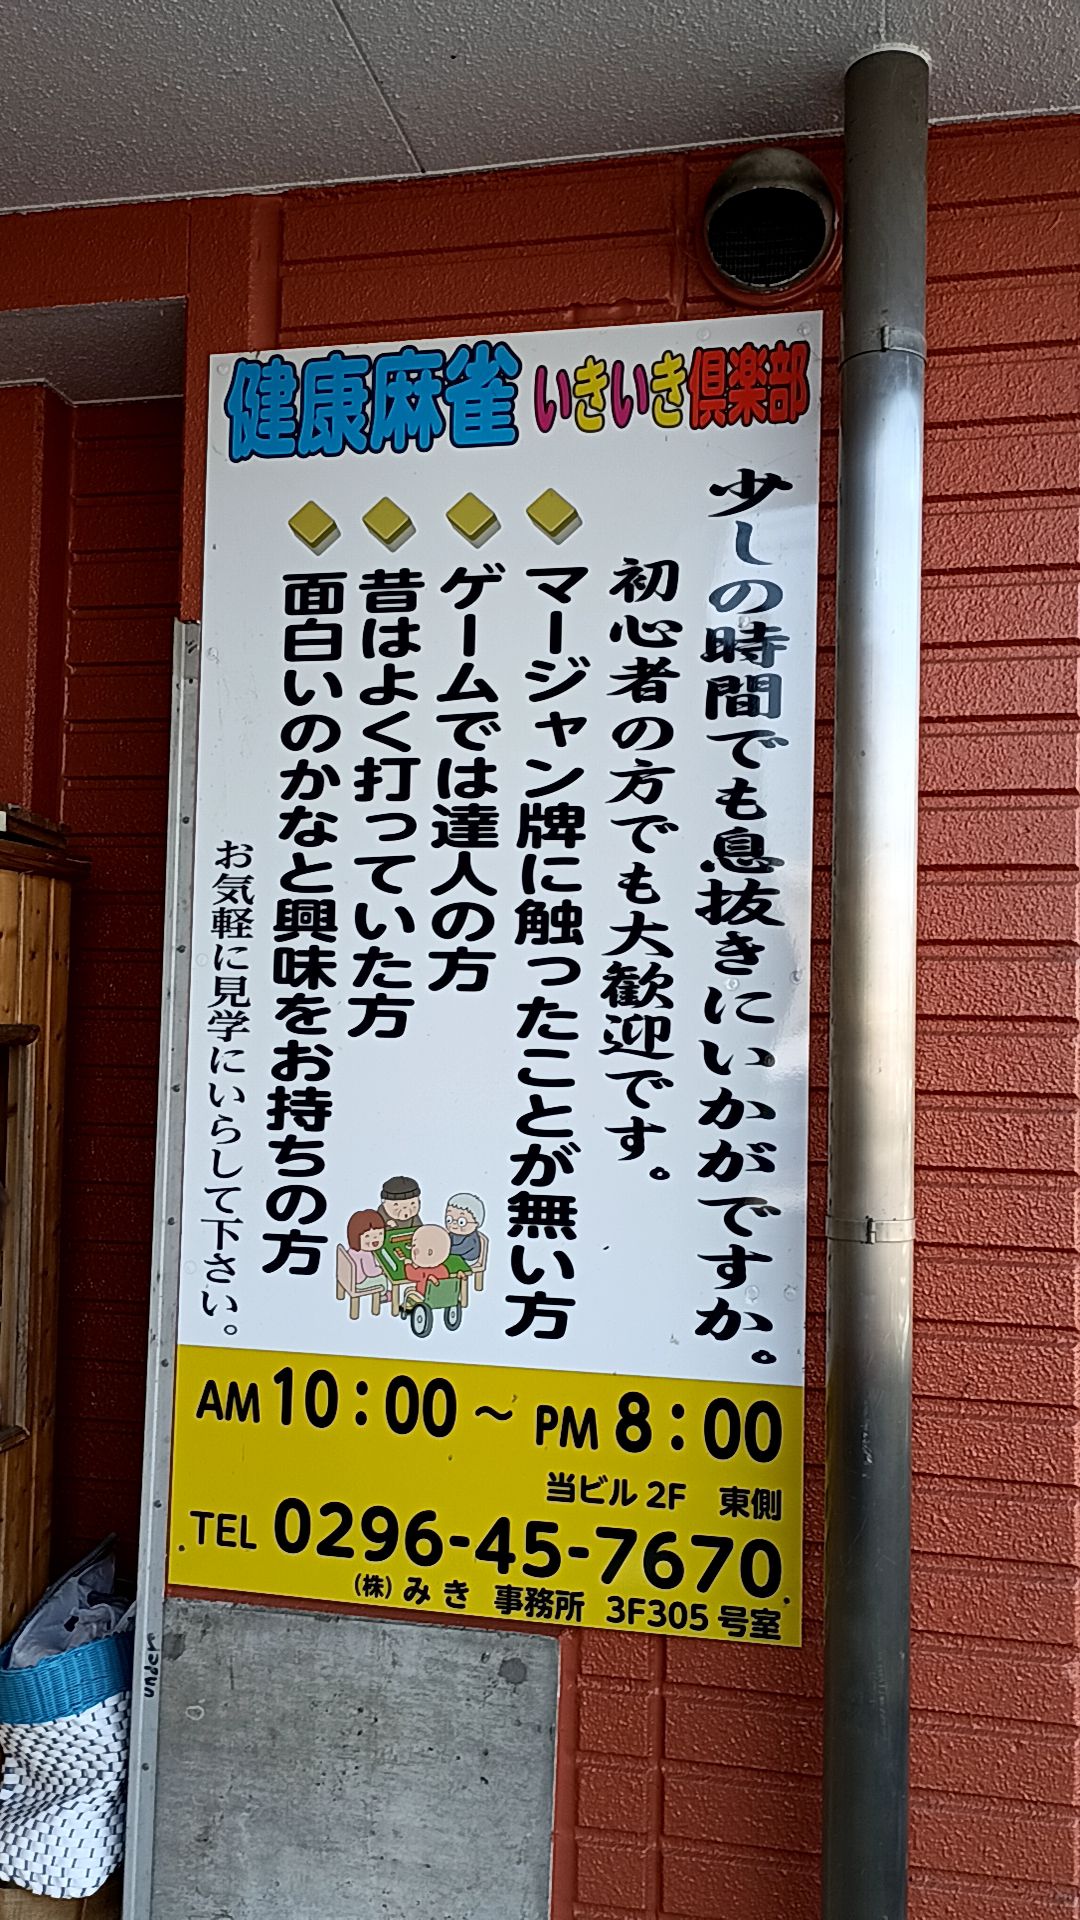 健康麻雀 いきいき倶楽部
少しの時間でも息抜きにいかがですか。
初心者の方でも大歓迎です。
マージャン牌に触ったことが無い方
ゲームでは達人の方
昔はよく打っていた方
面白いのかなと興味をお持ちの方
お気軽に見学にいらして下さい。
AM 10:00 ~ PM 8:00
当ビル 2F 東側
TEL 0296-45-7670
(株) みき 事務所 3F305号室